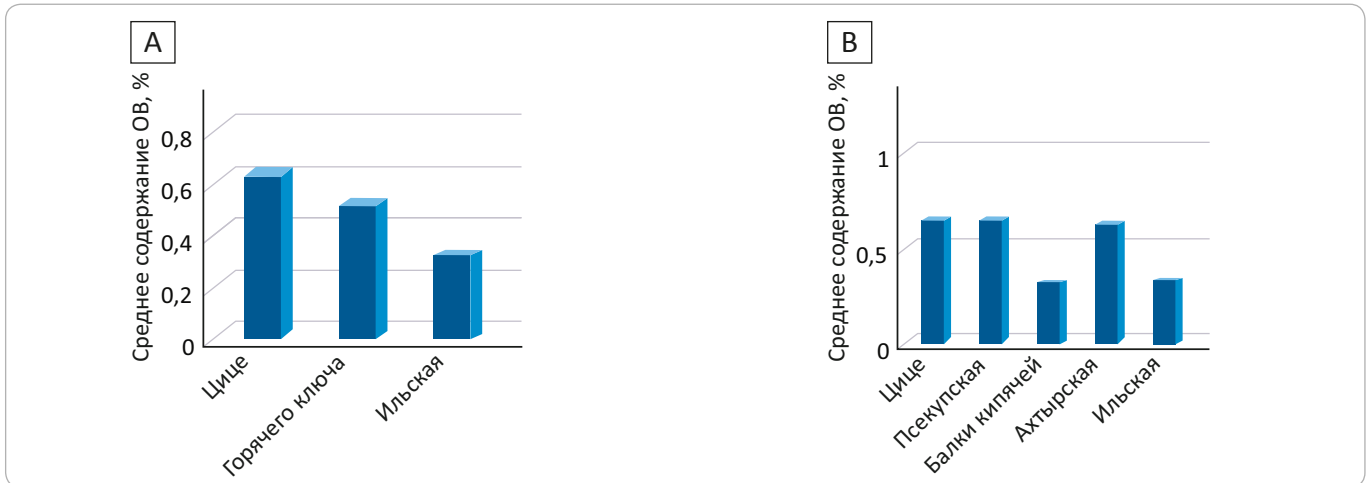 A
Среднее содержание ОВ, %
0,8
0,6
0,4
0,2
0
Цице
Горячего ключа
Ильская
B
Среднее содержание ОВ, %
1
0,5
0
Цице
Псекупская
Балки кипячей
Ахтырская
Ильская